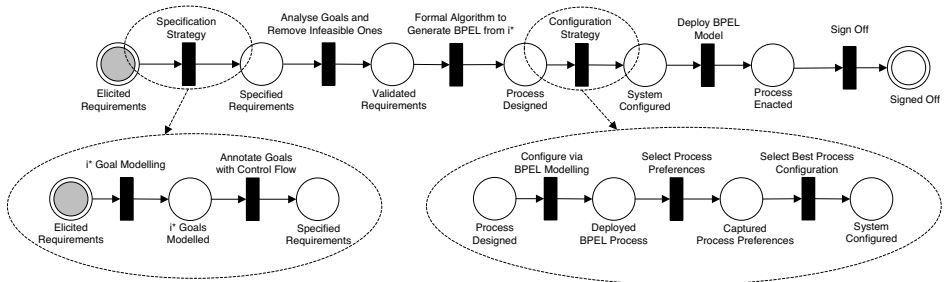 Specification
Strategy
Analyse Goals and
Remove Infeasible Ones
Formal Algorithm to
Generate BPEL from i*
Configuration
Strategy
Deploy BPEL
Model
Sign Off
Elicited
Requirements
Specified
Requirements
Validated
Requirements
Process
Designed
System
Configured
Process
Enacted
Signed Off
i* Goal Modelling
Annotate Goals
with Control Flow
Elicited
Requirements
i* Goals
Modelled
Specified
Requirements
Configure via
BPEL Modelling
Select Process
Preferences
Select Best Process
Configuration
Process
Designed
Deployed
BPEL Process
Captured
Process Preferences
System
Configured